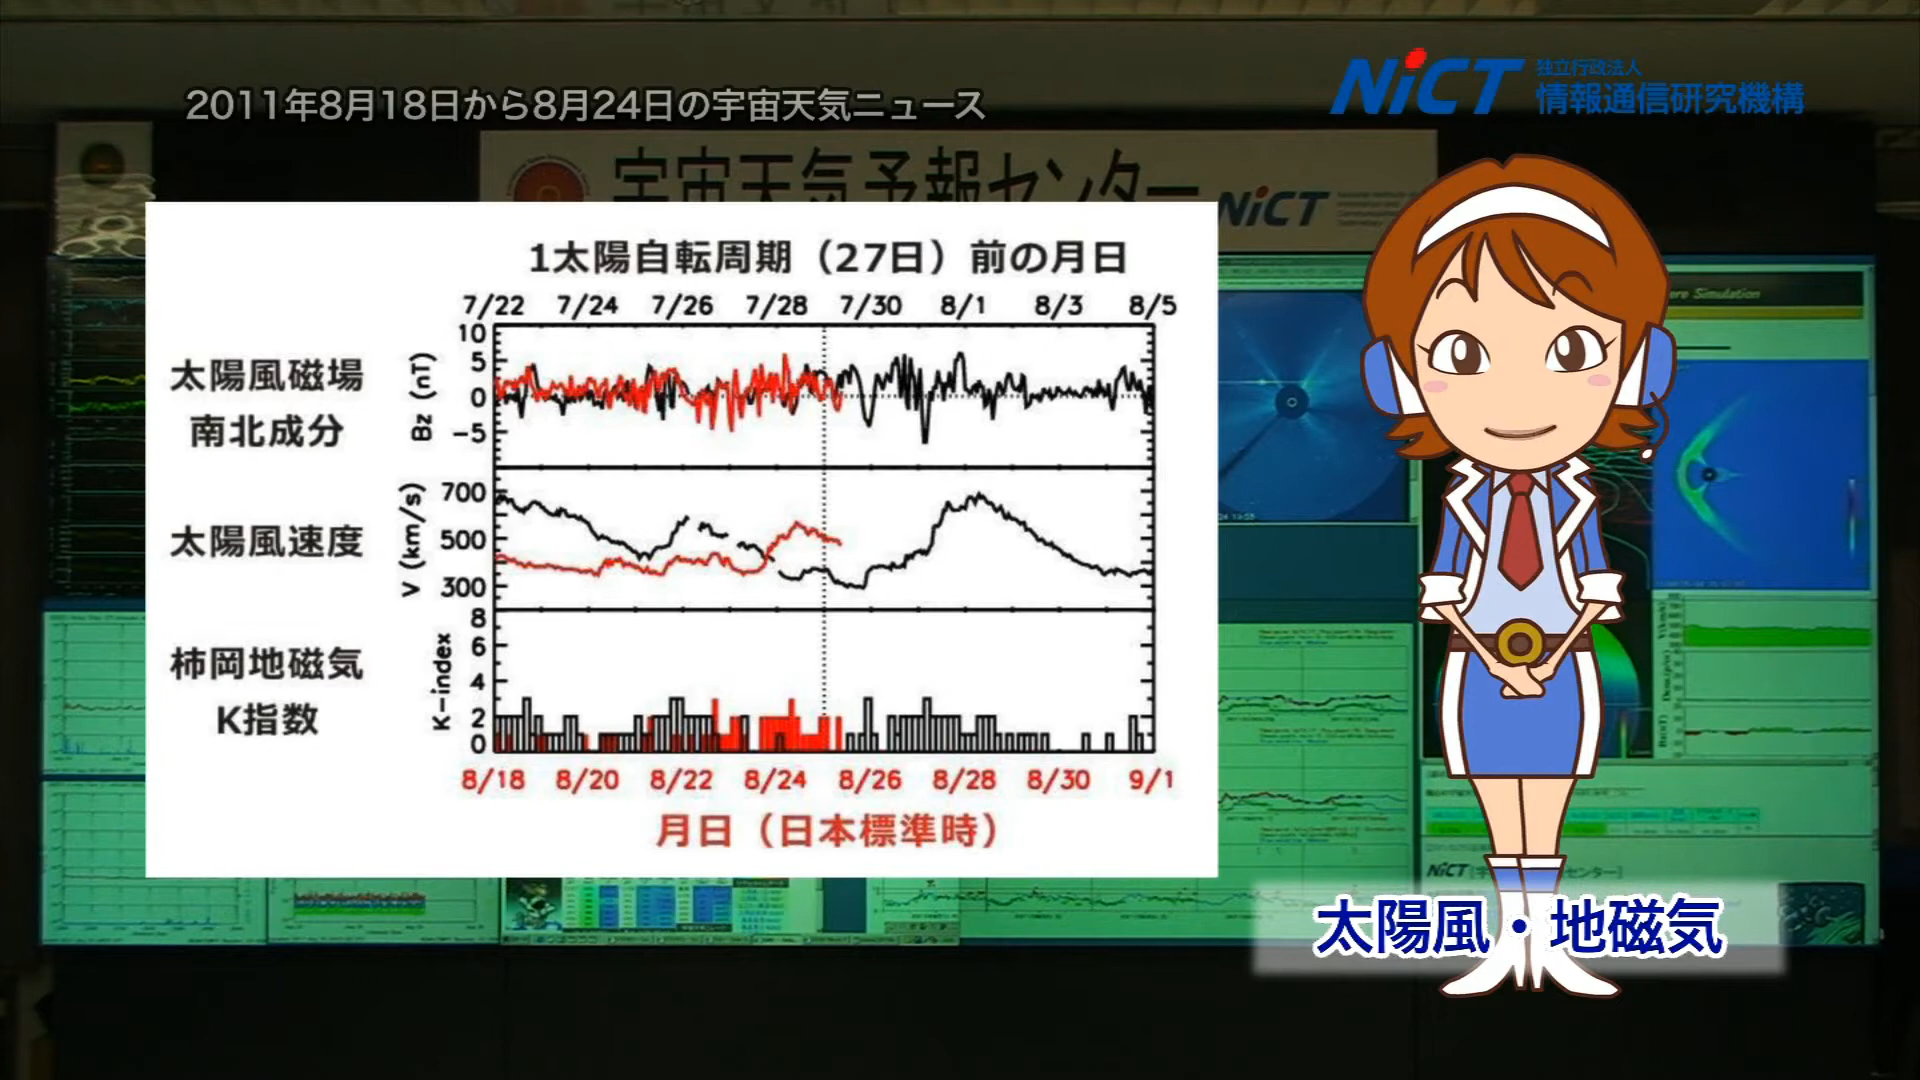 2011年8月18日から8月24日の宇宙天気ニュース
NiCT 独立行政法人
情報通信研究機構
宇宙天気予報センター
NiCT
1太陽自転周期（27日）前の月日
7/22 7/24 7/26 7/28 7/30 8/1 8/3 8/5
太陽風磁場
南北成分
Bz (nT)
10
5
0
-5
太陽風速度
V (km/s)
700
500
300
柿岡地磁気
K指数
K-index
8
6
4
2
0
8/18 8/20 8/22 8/24 8/26 8/28 8/30 9/1
月日（日本標準時）
Simulation
NiCT
センター]
太陽風・地磁気